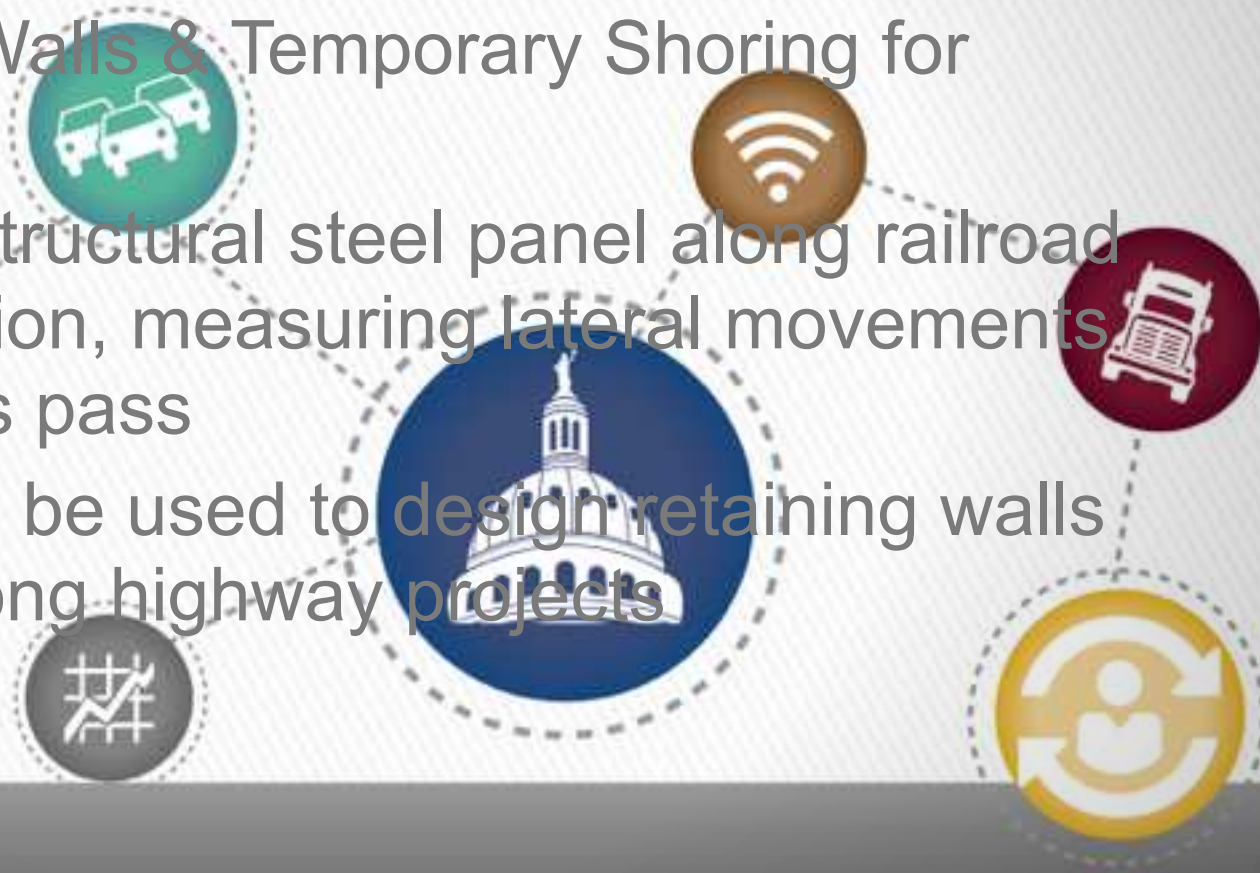 Walls & Temporary Shoring for
tructural steel panel along railroad
ion, measuring lateral movements
s pass
be used to design retaining walls
ong highway projects